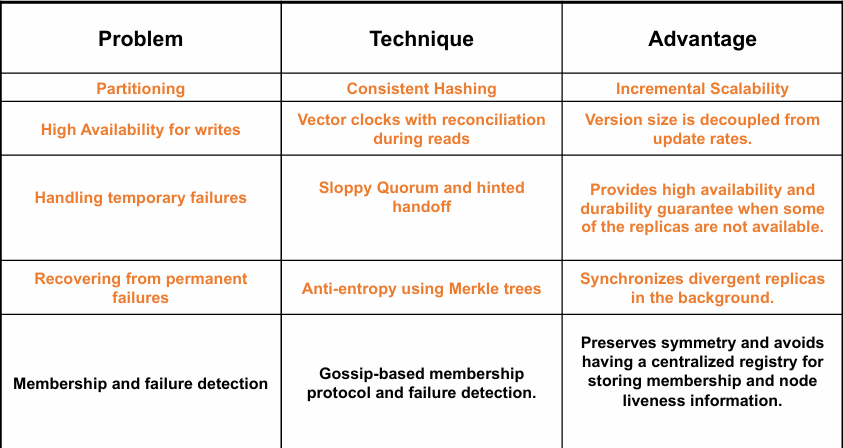 Problem
Technique
Advantage
Partitioning
Consistent Hashing
Incremental Scalability
High Availability for writes
Vector clocks with reconciliation
during reads
Version size is decoupled from
update rates.
Handling temporary failures
Sloppy Quorum and hinted
handoff
Provides high availability and
durability guarantee when some
of the replicas are not available.
Recovering from permanent
failures
Anti-entropy using Merkle trees
Synchronizes divergent replicas
in the background.
Membership and failure detection
Gossip-based membership
protocol and failure detection.
Preserves symmetry and avoids
having a centralized registry for
storing membership and node
liveness information.